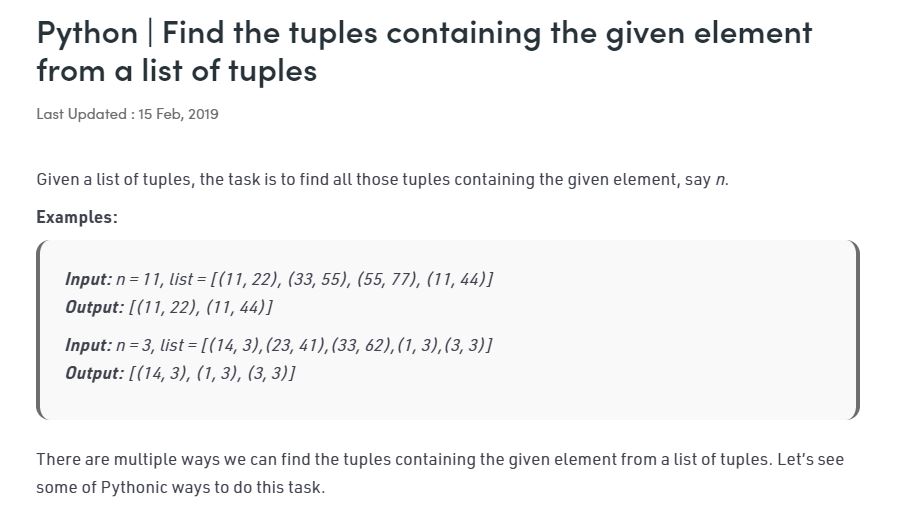 Python | Find the tuples containing the given element
from a list of tuples
Last Updated : 15 Feb, 2019
Given a list of tuples, the task is to find all those tuples containing the given element, say n.
Examples:
Input: n = 11, list = [(11, 22), (33, 55), (55, 77), (11, 44)]
Output: [(11, 22), (11, 44)]
Input: n = 3, list = [(14, 3),(23, 41),(33, 62),(1, 3),(3, 3)]
Output: [(14, 3), (1, 3), (3, 3)]
There are multiple ways we can find the tuples containing the given element from a list of tuples. Let’s see
some of Pythonic ways to do this task.